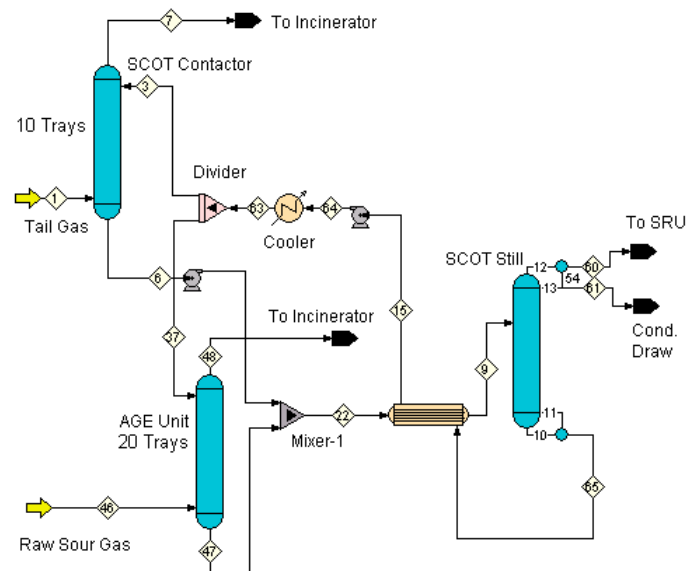 7
To Incinerator
SCOT Contactor
3
10 Trays
Divider
1
63
64
To SRU
Tail Gas
Cooler
SCOT Still
12
60
54
13
61
6
To Incinerator
15
Cond.
Draw
37
48
9
AGE Unit
20 Trays
22
11
Mixer-1
10
46
65
Raw Sour Gas
47